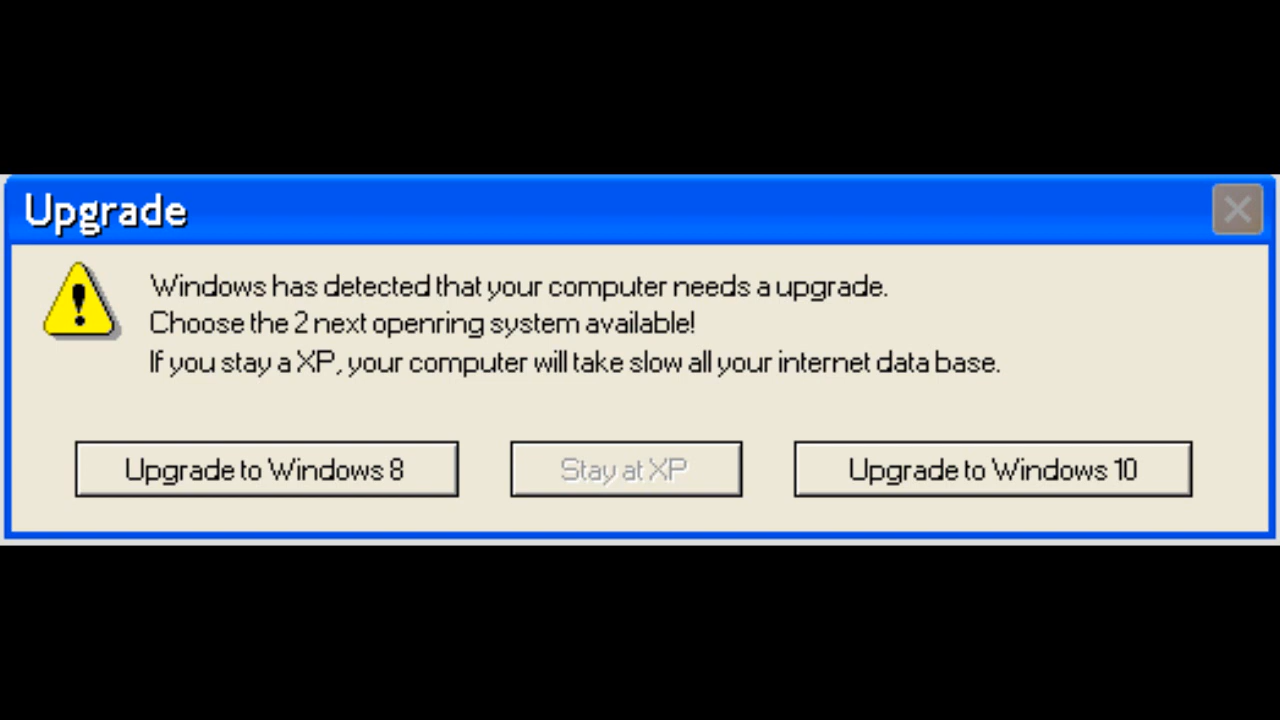 Upgrade
Windows has detected that your computer needs a upgrade.
Choose the 2 next openring system available!
If you stay a XP, your computer will take slow all your internet data base.
Upgrade to Windows 8
Stay at XP
Upgrade to Windows 10